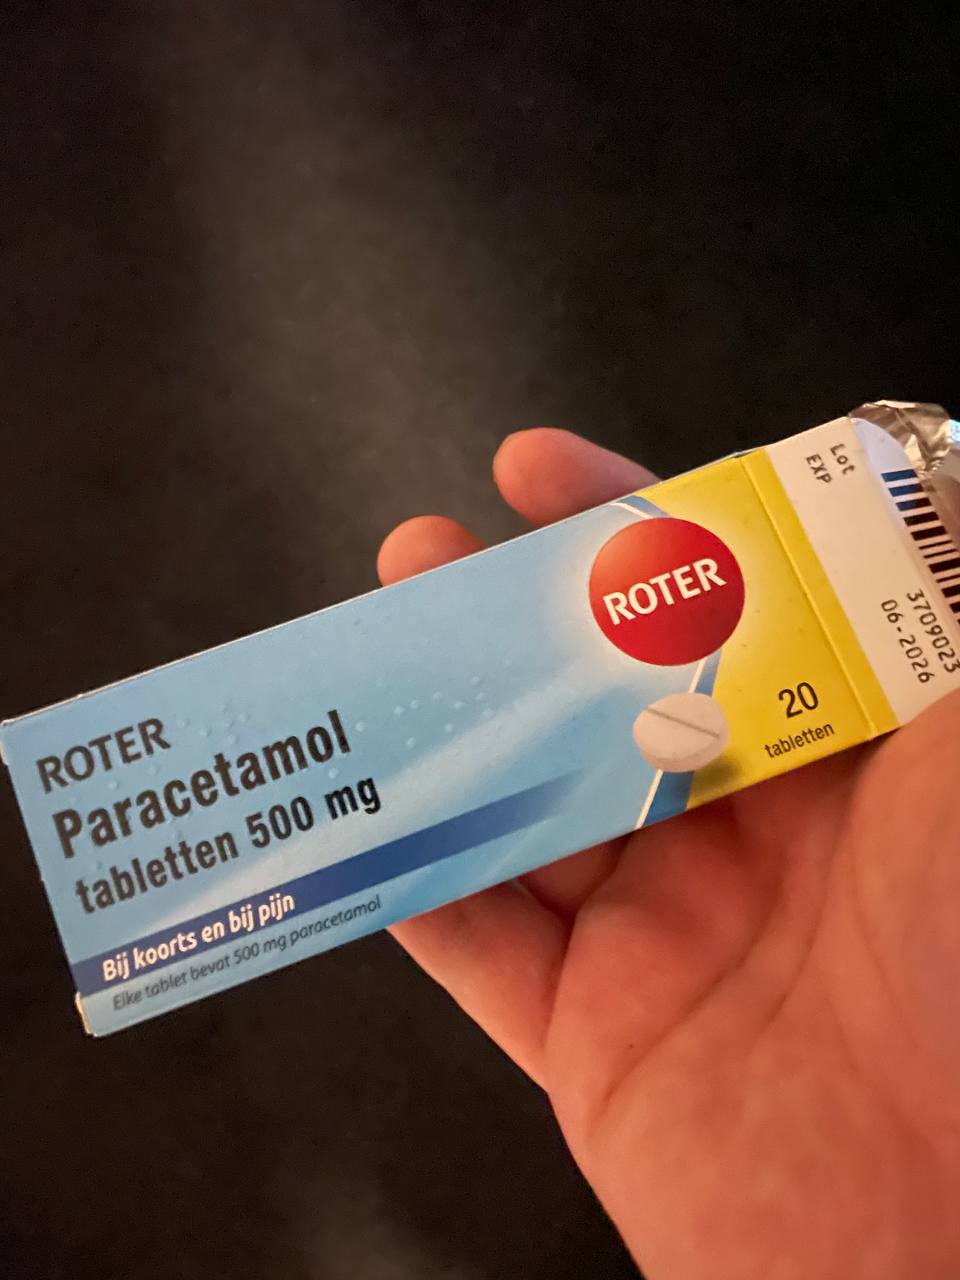 ROTER
Paracetamol
tabletten 500 mg
Bij koorts en bij pijn
Elke tablet bevat 500 mg paracetamol
ROTER
20
tabletten
Lot
EXP
3709023
06-2026